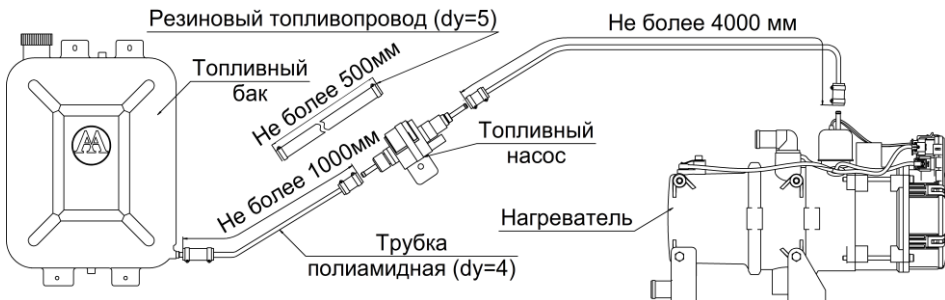 Резиновый топливопровод (dy=5)
Не более 4000 мм
Топливный
бак
Не более 500мм
Не более 1000мм
Топливный
насос
Нагреватель
Трубка
полиамидная (dy=4)